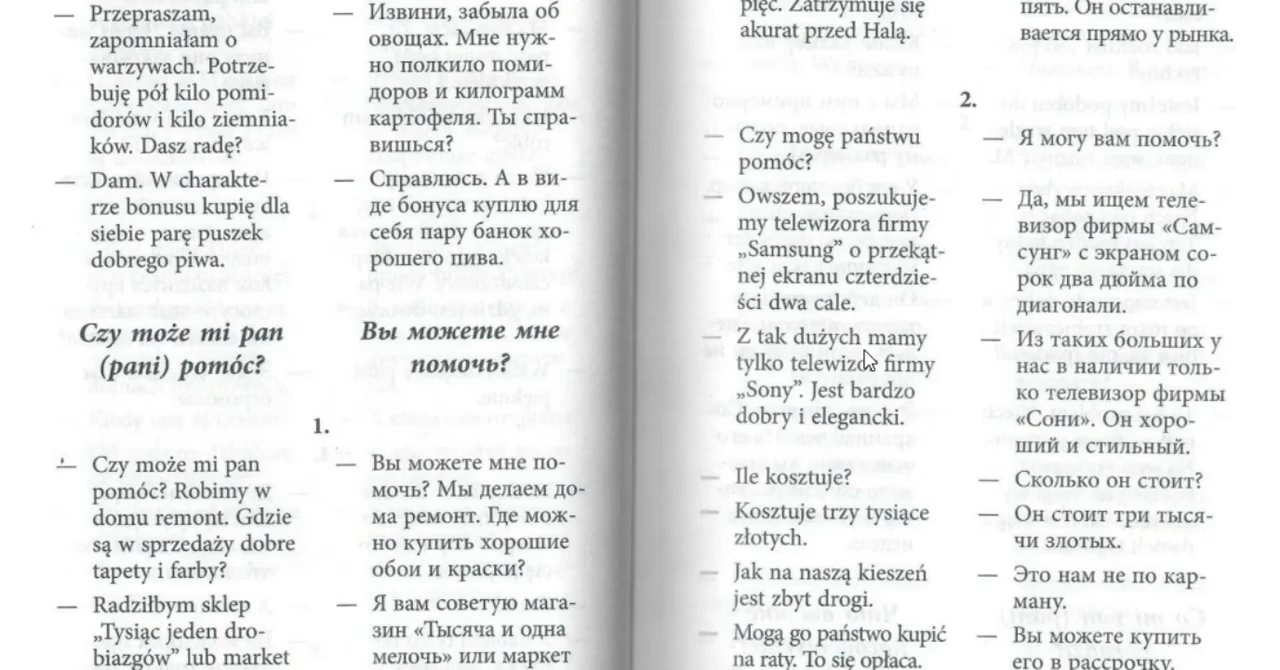 — Przepraszam,
zapomniałam o
warzywach. Potrze-
buję pół kilo pomi-
dorów i kilo ziemnia-
ków. Dasz radę?
— Dam. W charakte-
rze bonusu kupię dla
siebie parę puszek
dobrego piwa.
— Извини, забыла об
овощах. Мне нуж-
но полкило поми-
доров и килограмм
картофеля. Ты спра-
вишься?
— Справлюсь. А в ви-
де бонуса куплю для
себя пару банок хо-
рошего пива.
Czy może mi pan
(pani) pomóc?
Вы можете мне
помочь?
1.
— Czy może mi pan
pomóc? Robimy w
domu remont. Gdzie
są w sprzedaży dobre
tapety i farby?
— Radziłbym sklep
„Tysiąc jeden dro-
biazgów” lub market
— Вы можете мне по-
мочь? Мы делаем до-
ма ремонт. Где мож-
но купить хорошие
обои и краски?
— Я вам советую мага-
зин «Тысяча и одна
мелочь» или маркет
pięć. Zatrzymuje się
akurat przed Halą.
пять. Он останавли-
вается прямо у рынка.
2.
— Czy mogę państwu
pomóc?
— Owszem, poszukuje-
my telewizora firmy
„Samsung” o przekąt-
nej ekranu czterdzie-
ści dwa cale.
— Z tak dużych mamy
tylko telewizor firmy
„Sony”. Jest bardzo
dobry i elegancki.
— Ile kosztuje?
— Kosztuje trzy tysiące
złotych.
— Jak na naszą kieszeń
jest zbyt drogi.
— Mogą go państwo kupić
na raty. To się opłaca.
— Я могу вам помочь?
— Да, мы ищем теле-
визор фирмы «Сам-
сунг» с экраном со-
рок два дюйма по
диагонали.
— Из таких больших у
нас в наличии толь-
ко телевизор фирмы
«Сони». Он хоро-
ший и стильный.
— Сколько он стоит?
— Он стоит три тыся-
чи злотых.
— Это нам не по кар-
ману.
— Вы можете купить
его в рассрочку.